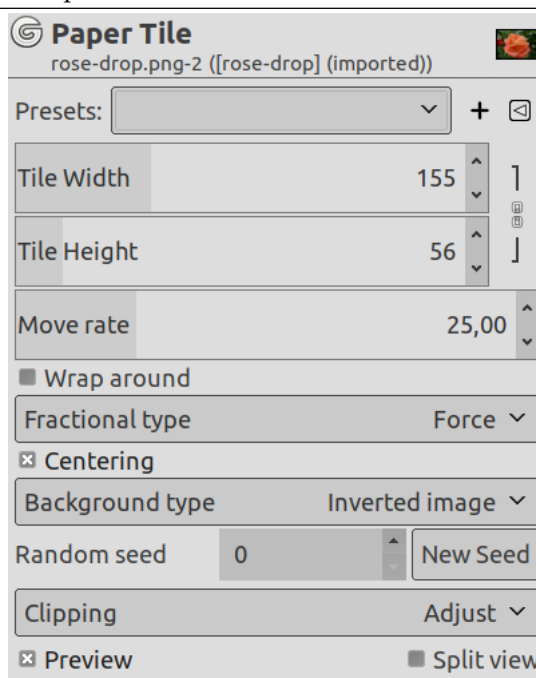 Paper Tile
rose-drop.png-2 ([rose-drop] (imported))
Presets:
Tile Width 155
Tile Height 56
Move rate 25,00
Wrap around
Fractional type Force
Centering
Background type Inverted image
Random seed 0 New Seed
Clipping Adjust
Preview Split view